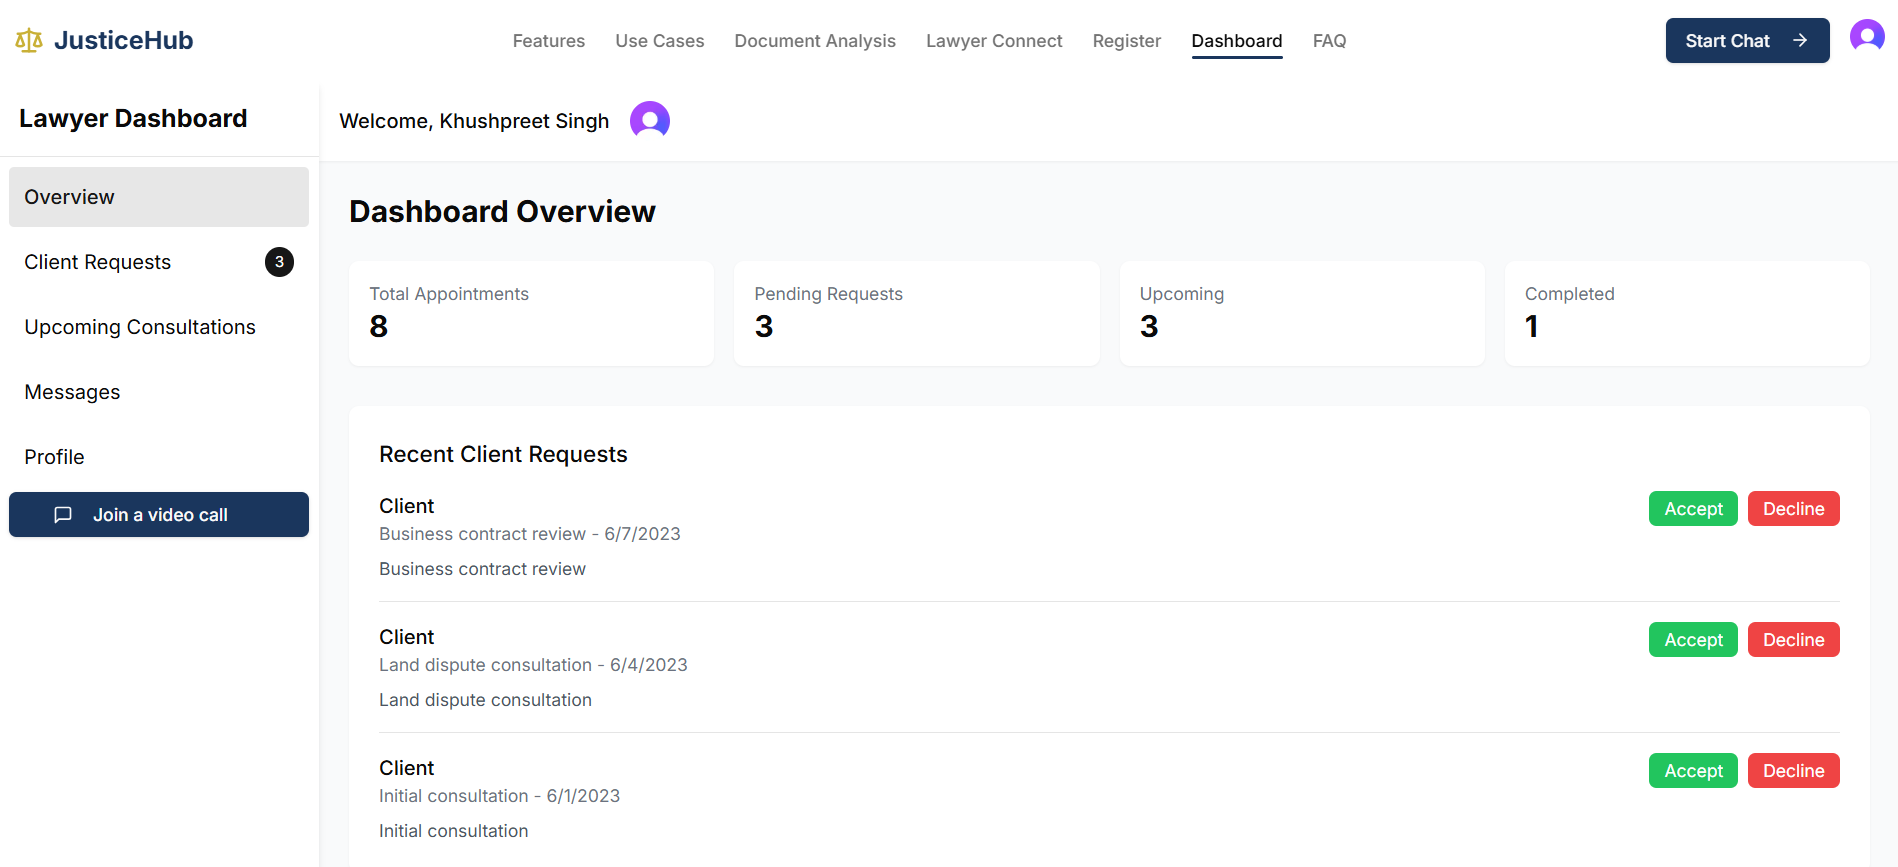 JusticeHub
Features Use Cases Document Analysis Lawyer Connect Register Dashboard FAQ
Start Chat
Lawyer Dashboard
Overview
Client Requests 3
Upcoming Consultations
Messages
Profile
Join a video call
Welcome, Khushpreet Singh
Dashboard Overview
Total Appointments
8
Pending Requests
3
Upcoming
3
Completed
1
Recent Client Requests
Client
Business contract review - 6/7/2023
Business contract review
Accept Decline
Client
Land dispute consultation - 6/4/2023
Land dispute consultation
Accept Decline
Client
Initial consultation - 6/1/2023
Initial consultation
Accept Decline